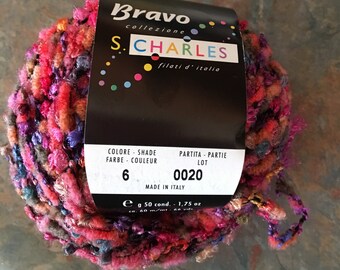 Bravo
collezione
S. CHARLES
filati d'italia
COLORE - SHADE PARTITA - PARTIE
FARBE - COULEUR LOT
6 0020
MADE IN ITALY
e g 50 cond. - 1,75 oz